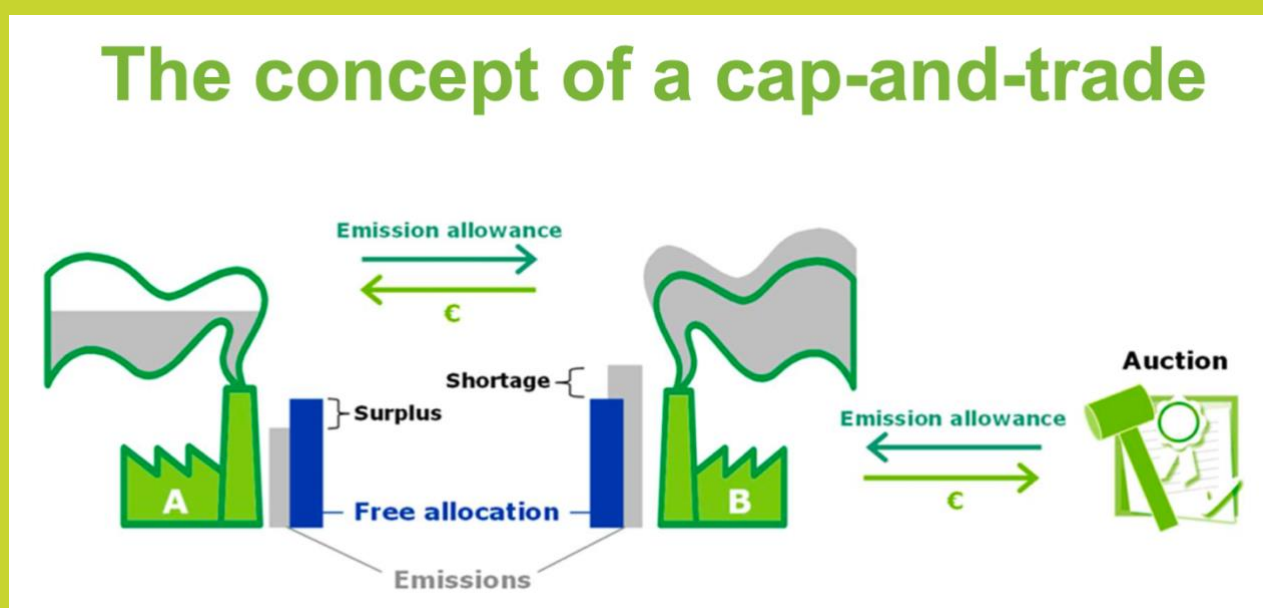 The concept of a cap-and-trade
Emission allowance
€
Shortage
Surplus
Auction
Emission allowance
€
A
Free allocation
B
Emissions